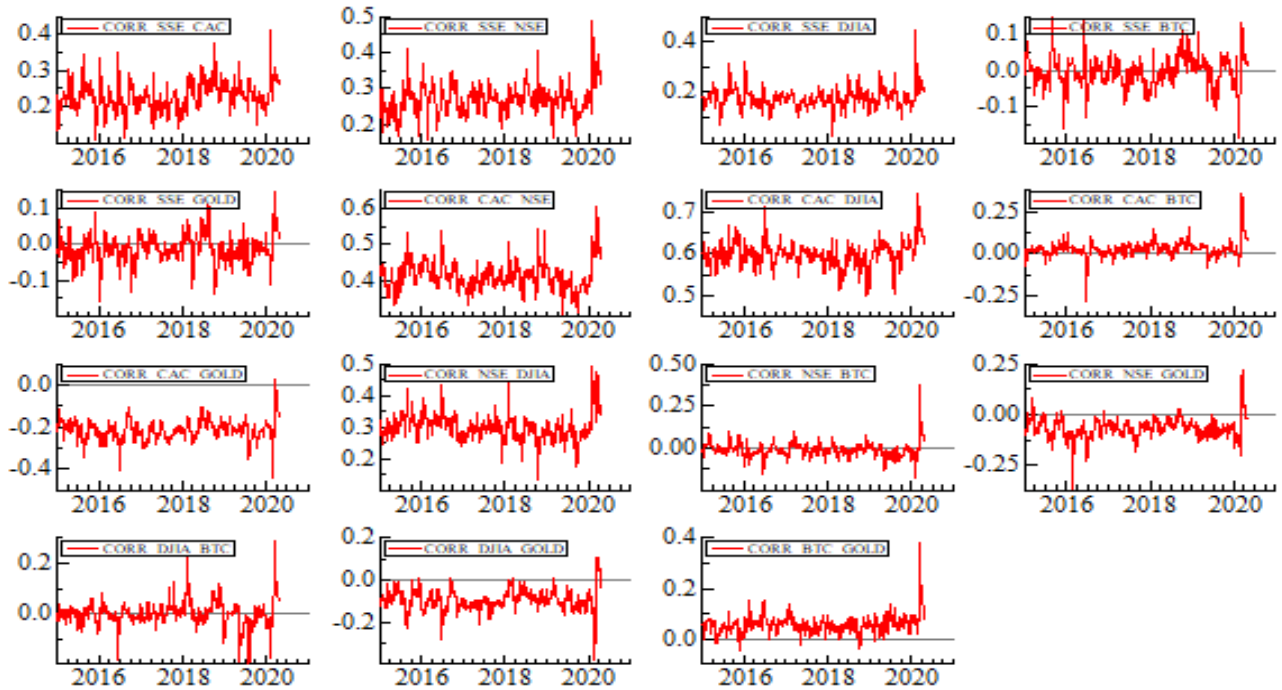 CORR SSE CAC
0.4
0.3
0.2
2016 2018 2020
CORR SSE NSE
0.5
0.4
0.3
0.2
2016 2018 2020
CORR SSE DJIA
0.4
0.2
2016 2018 2020
CORR SSE BTC
0.1
0.0
-0.1
2016 2018 2020
CORR SSE GOLD
0.1
0.0
-0.1
2016 2018 2020
CORR CAC NSE
0.6
0.5
0.4
2016 2018 2020
CORR CAC DJIA
0.7
0.6
0.5
2016 2018 2020
CORR CAC BTC
0.25
0.00
-0.25
2016 2018 2020
CORR CAC GOLD
0.0
-0.2
-0.4
2016 2018 2020
CORR NSE DJIA
0.5
0.4
0.3
0.2
2016 2018 2020
CORR NSE BTC
0.50
0.25
0.00
2016 2018 2020
CORR NSE GOLD
0.25
0.00
-0.25
2016 2018 2020
CORR DJIA BTC
0.2
0.0
2016 2018 2020
CORR DJIA GOLD
0.2
0.0
-0.2
2016 2018 2020
CORR BTC GOLD
0.4
0.2
0.0
2016 2018 2020